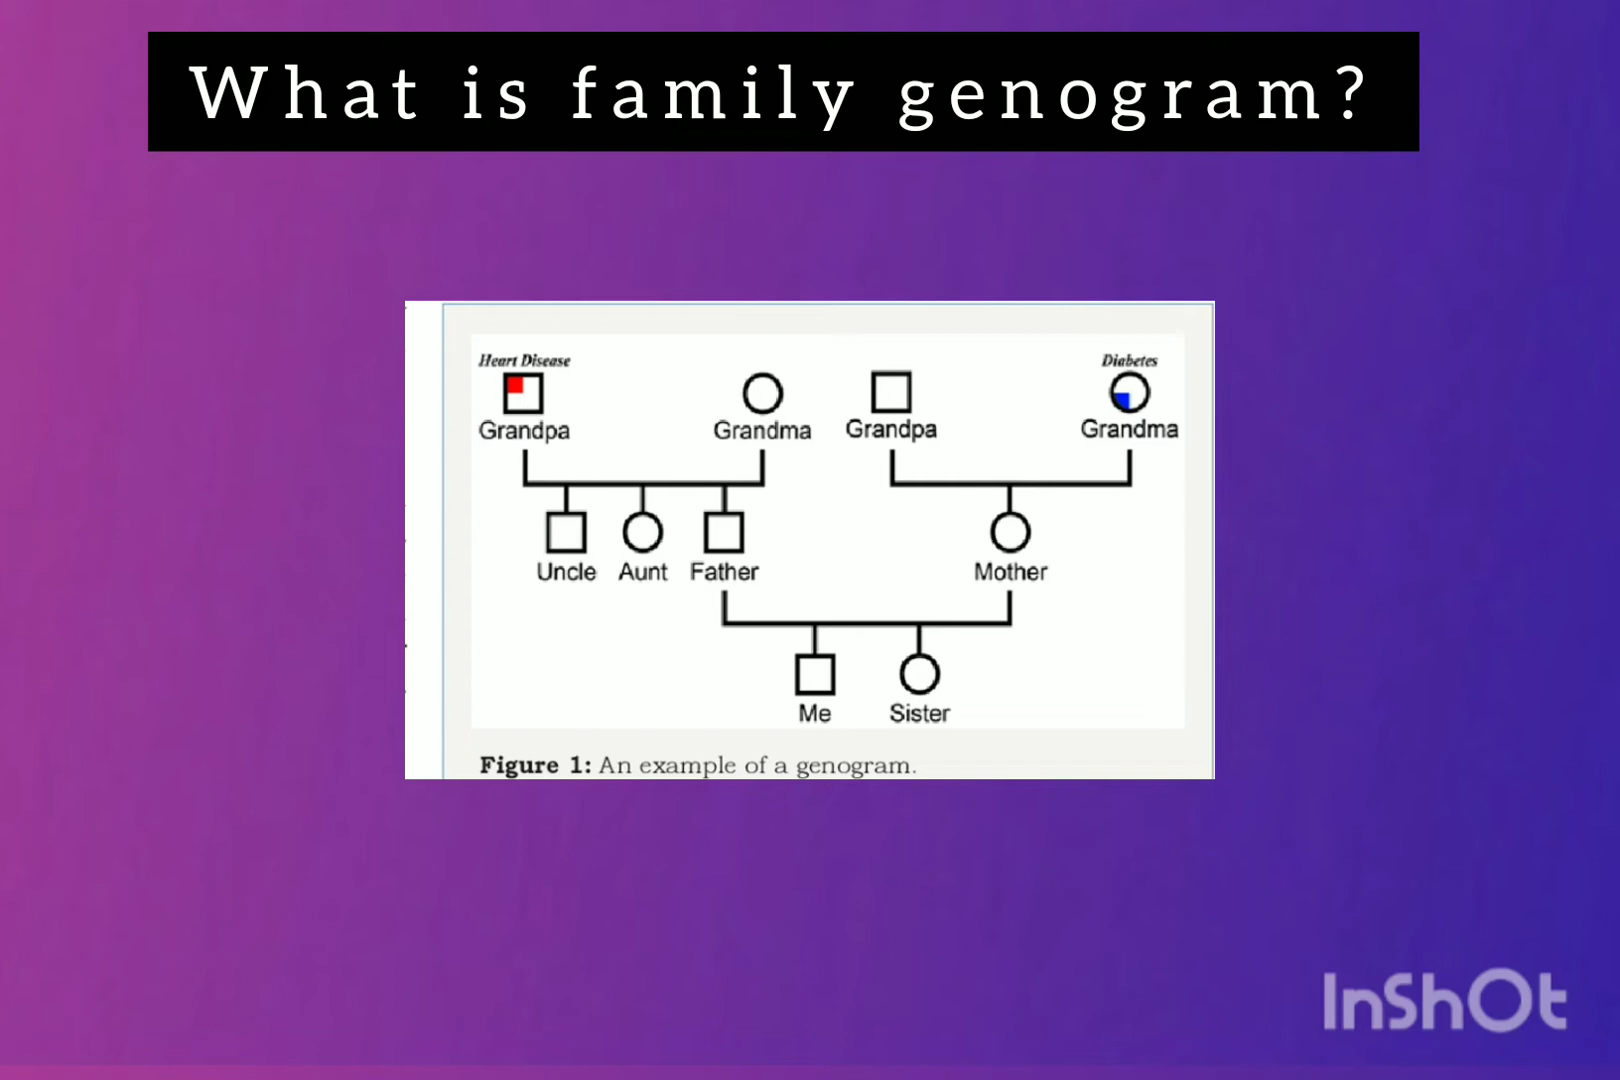 What is family genogram?
Heart Disease
Diabetes
Grandpa Grandma Grandpa Grandma
Uncle Aunt Father Mother
Me Sister
Figure 1: An example of a genogram.
InShOt